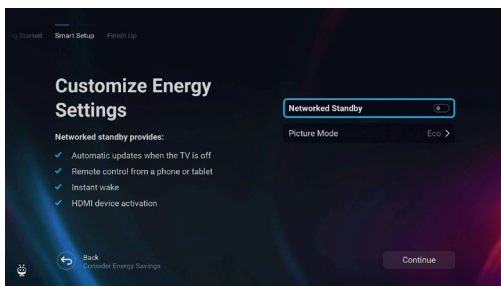 Started
Smart Setup
Finish Up
Customize Energy
Settings
Networked standby provides:
Automatic updates when the TV is off
Remote control from a phone or tablet
Instant wake
HDMI device activation
Networked Standby
Picture Mode
Eco
Back
Consider Energy Savings
Continue